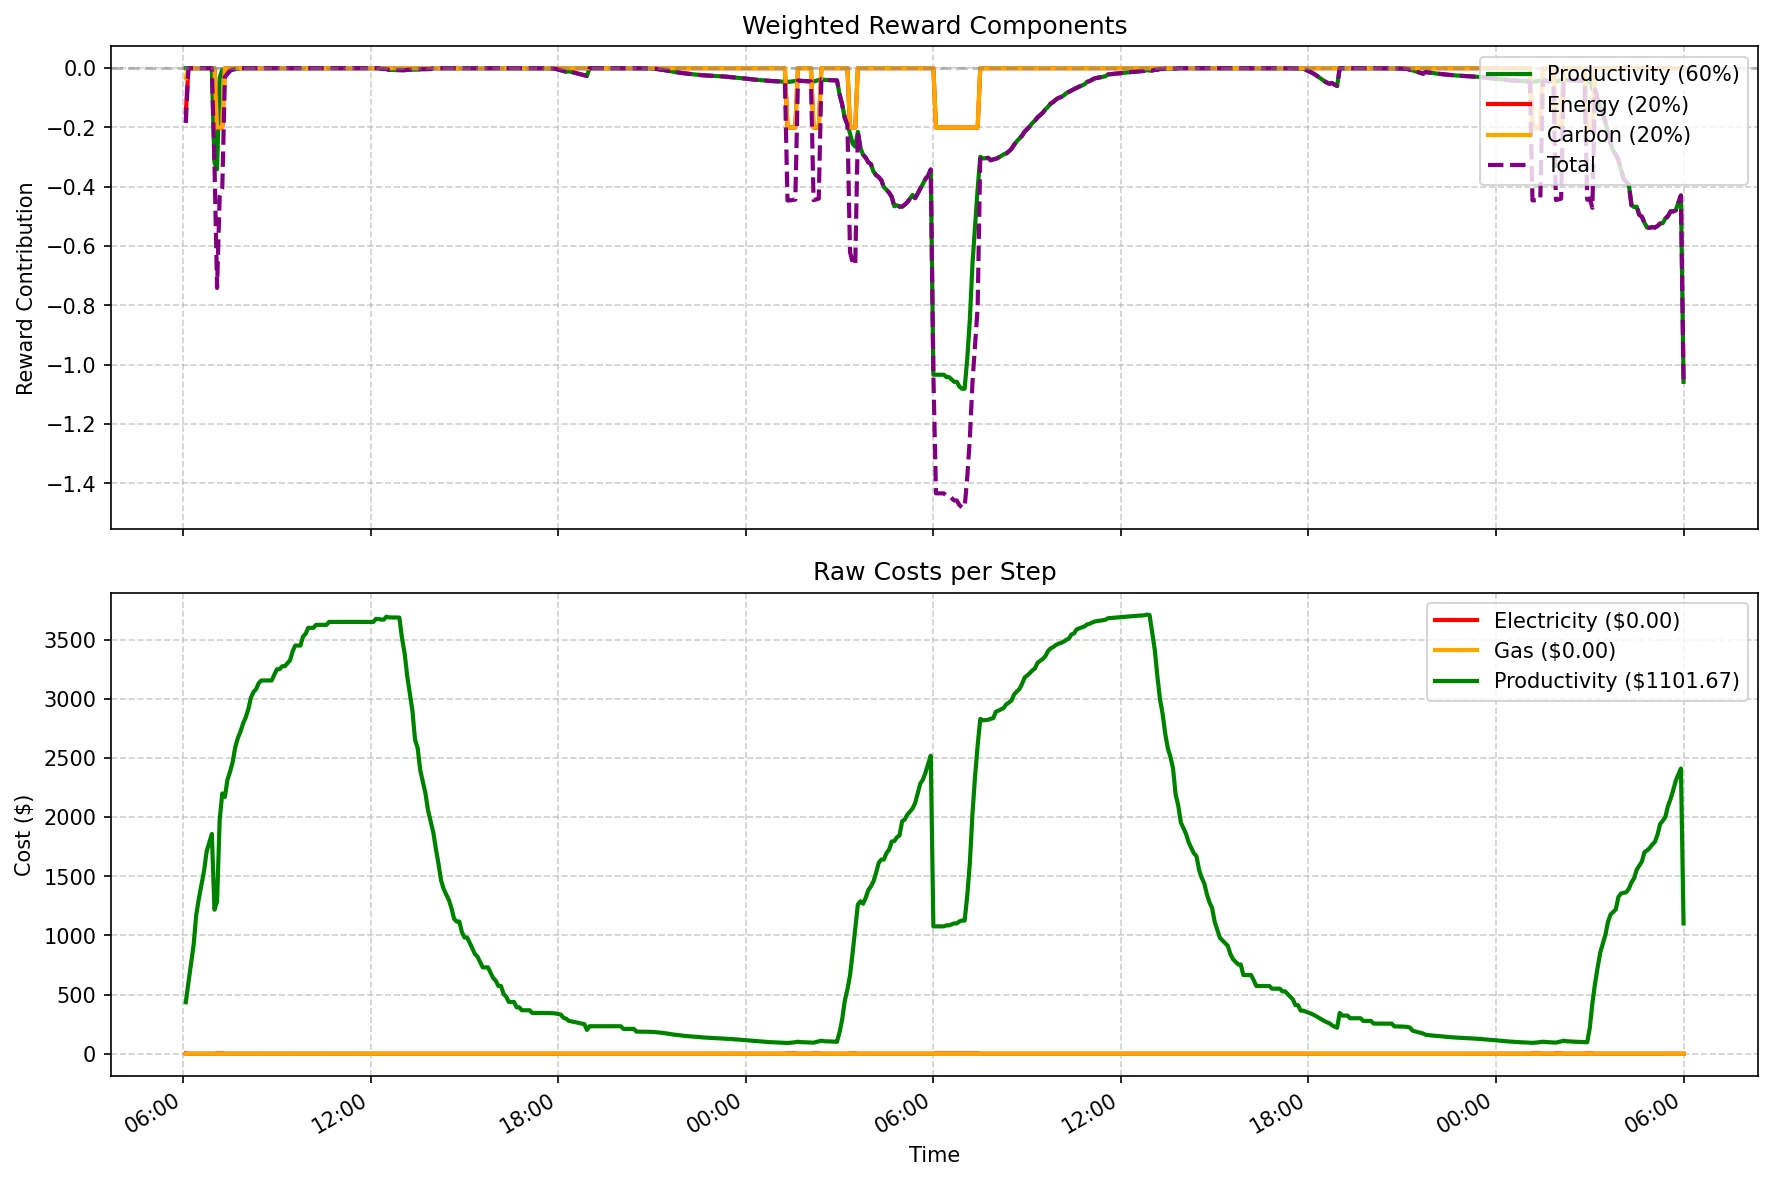 Weighted Reward Components
Reward Contribution
0.0
−0.2
−0.4
−0.6
−0.8
−1.0
−1.2
−1.4
Productivity (60%)
Energy (20%)
Carbon (20%)
Total
Raw Costs per Step
Cost ($)
3500
3000
2500
2000
1500
1000
500
0
Electricity ($0.00)
Gas ($0.00)
Productivity ($1101.67)
06:00
12:00
18:00
00:00
06:00
12:00
18:00
00:00
06:00
Time